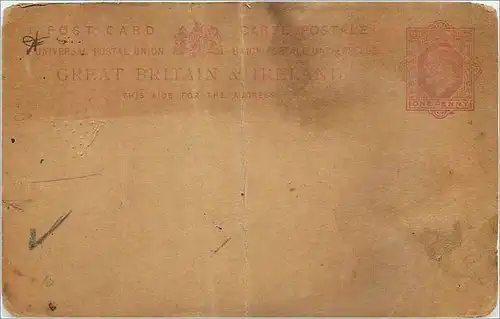 POST CARD CARTE POSTALE
UNIVERSAL POSTAL UNION UNION POSTALE UNIVERSELLE
GREAT BRITAIN & IRELAND
THIS SIDE FOR THE ADDRESS
ONE PENNY